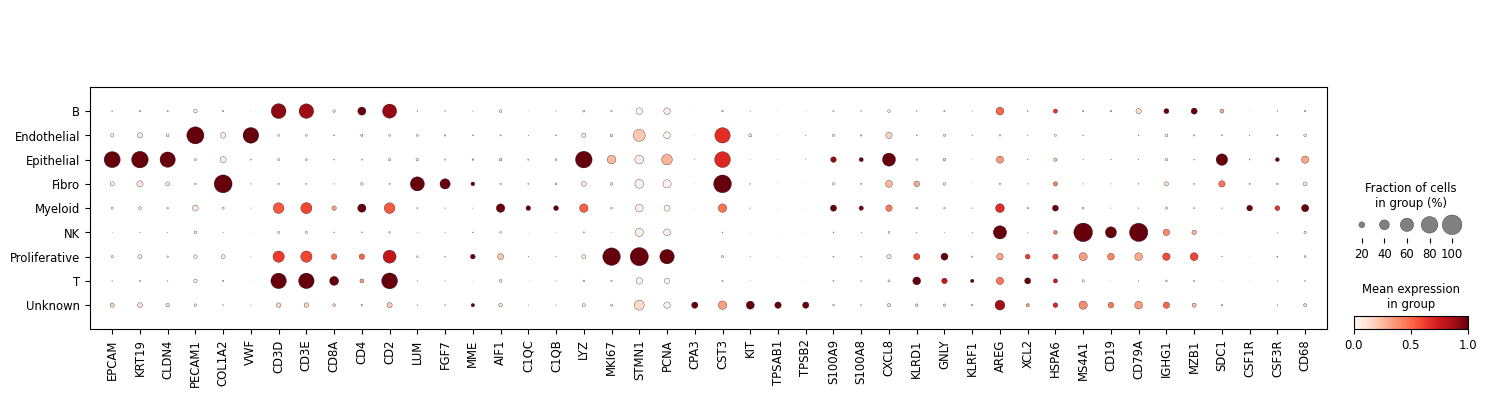 B
Endothelial
Epithelial
Fibro
Myeloid
NK
Proliferative
T
Unknown
EPCAM
KRT19
CLDN4
PECAM1
COL1A2
VWF
CD3D
CD3E
CD8A
CD4
CD2
LUM
FGF7
MME
AIF1
C1QC
C1QB
LYZ
MKI67
STMN1
PCNA
CPA3
CST3
KIT
TPSAB1
TPSB2
S100A9
S100A8
CXCL8
KLRD1
GNLY
KLRF1
AREG
XCL2
HSPA6
MS4A1
CD19
CD79A
IGHG1
MZB1
SDC1
CSF1R
CSF3R
CD68
Fraction of cells
in group (%)
20 40 60 80 100
Mean expression
in group
0.0 0.5 1.0